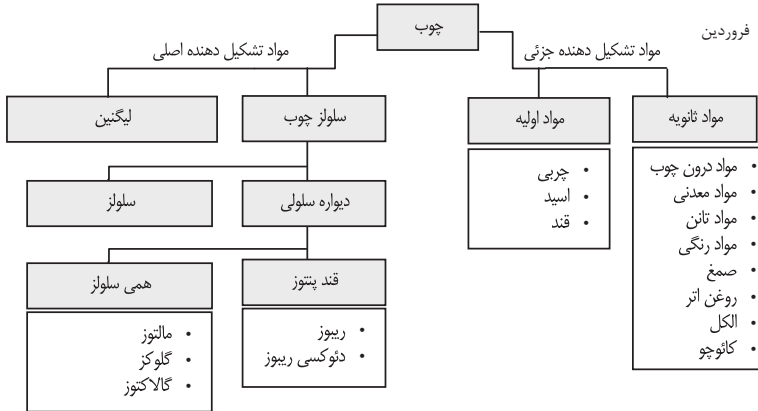 چوب
فروردین
مواد تشکیل دهنده جزئی
مواد تشکیل دهنده اصلی
مواد ثانویه
مواد اولیه
سلولز چوب
لیگنین
مواد درون چوب
مواد معدنی
مواد تانن
مواد رنگی
صمغ
روغن اتر
الکل
کائوچو
چربی
اسید
قند
دیواره سلولی
سلولز
قند پنتوز
همی سلولز
ریبوز
دئوکسی ریبوز
مالتوز
گلوکز
گالاکتوز